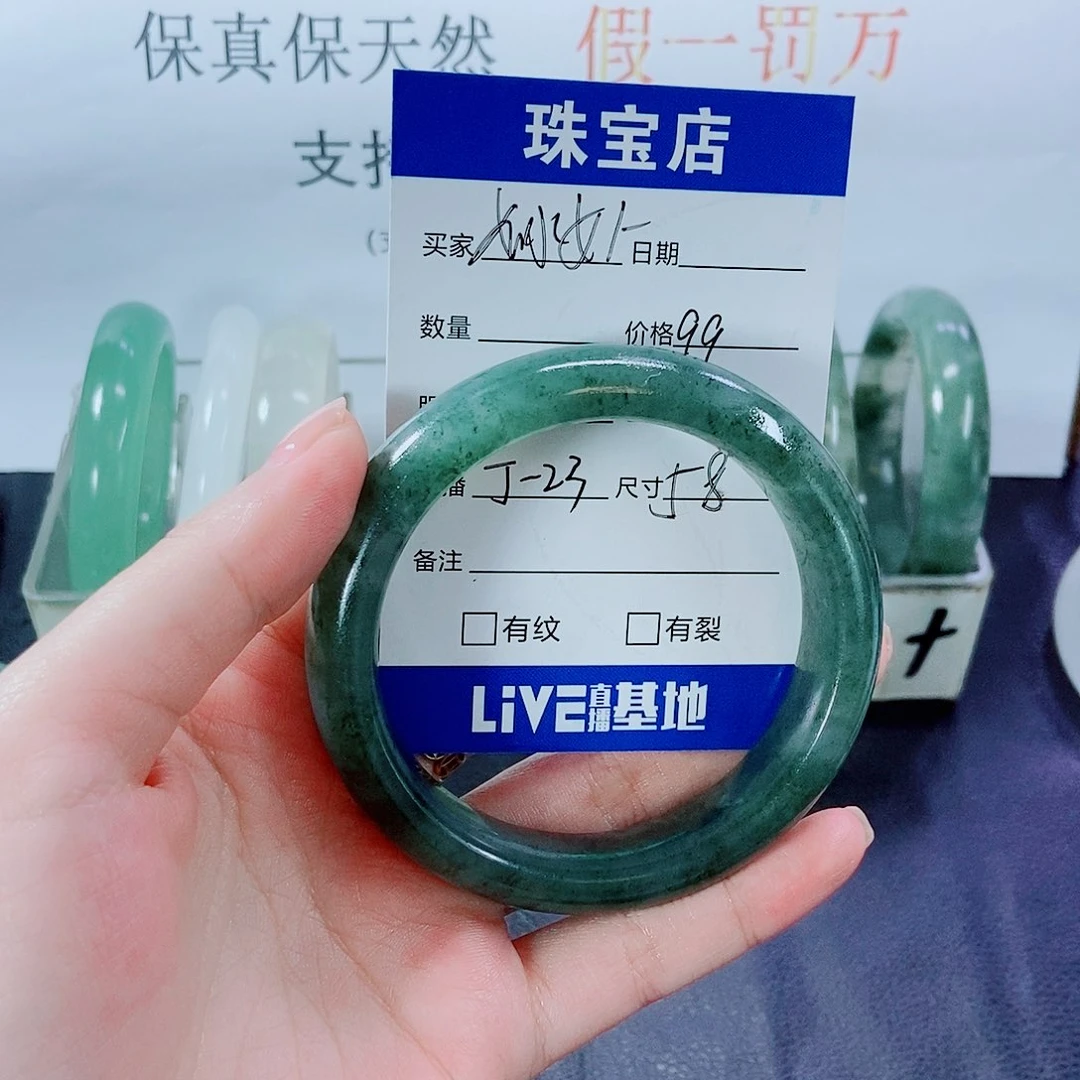 保真保天然 假一罚万
支持
珠宝店
买家 日期
数量 价格99
J-23 尺寸58
备注
□有纹 □有裂
LiVE直播基地
十